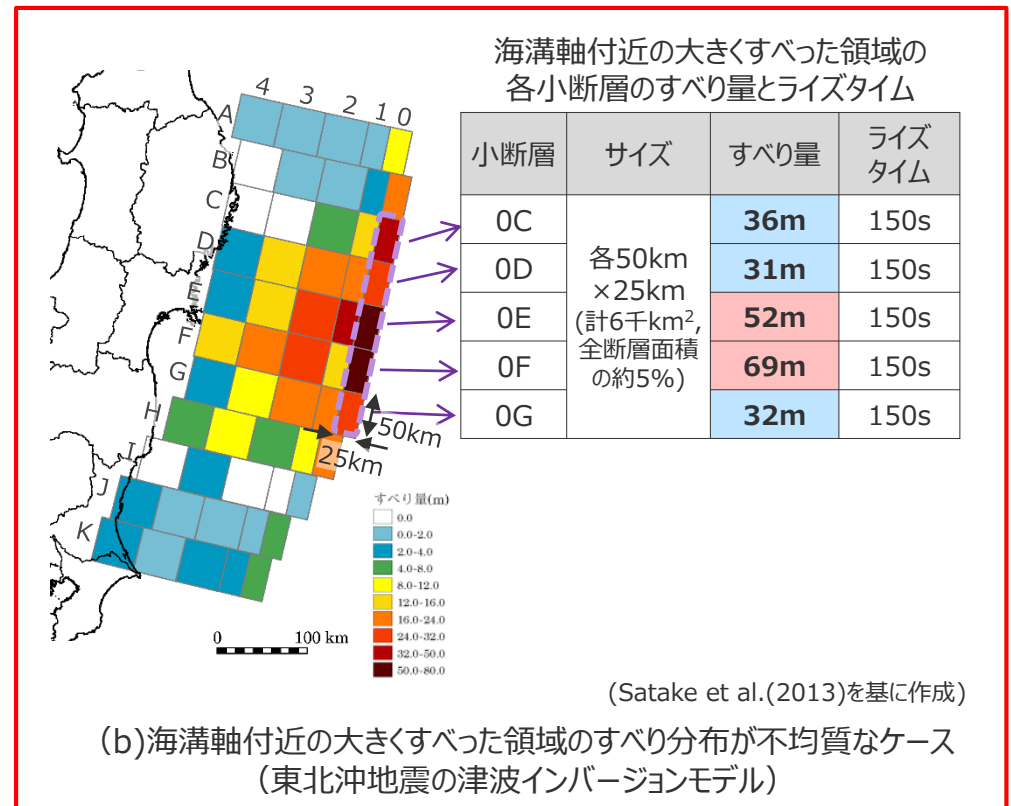 海溝軸付近の大きくすべった領域の
各小断層のすべり量とライズタイム
4 3 2 1 0
A
B
C
D
E
F
G
H
I
J
K
小断層 サイズ すべり量 ライズ
タイム
0C 36m 150s
0D 31m 150s
0E 52m 150s
0F 69m 150s
0G 32m 150s
各50km
×25km
(計6千km²,
全断層面積
の約5%)
50km
25km
すべり量(m)
0.0
0.0-2.0
2.0-4.0
4.0-8.0
8.0-12.0
12.0-16.0
16.0-24.0
24.0-32.0
32.0-50.0
50.0-80.0
0 100 km
(Satake et al.(2013)を基に作成)
(b)海溝軸付近の大きくすべった領域のすべり分布が不均質なケース
(東北沖地震の津波インバージョンモデル)